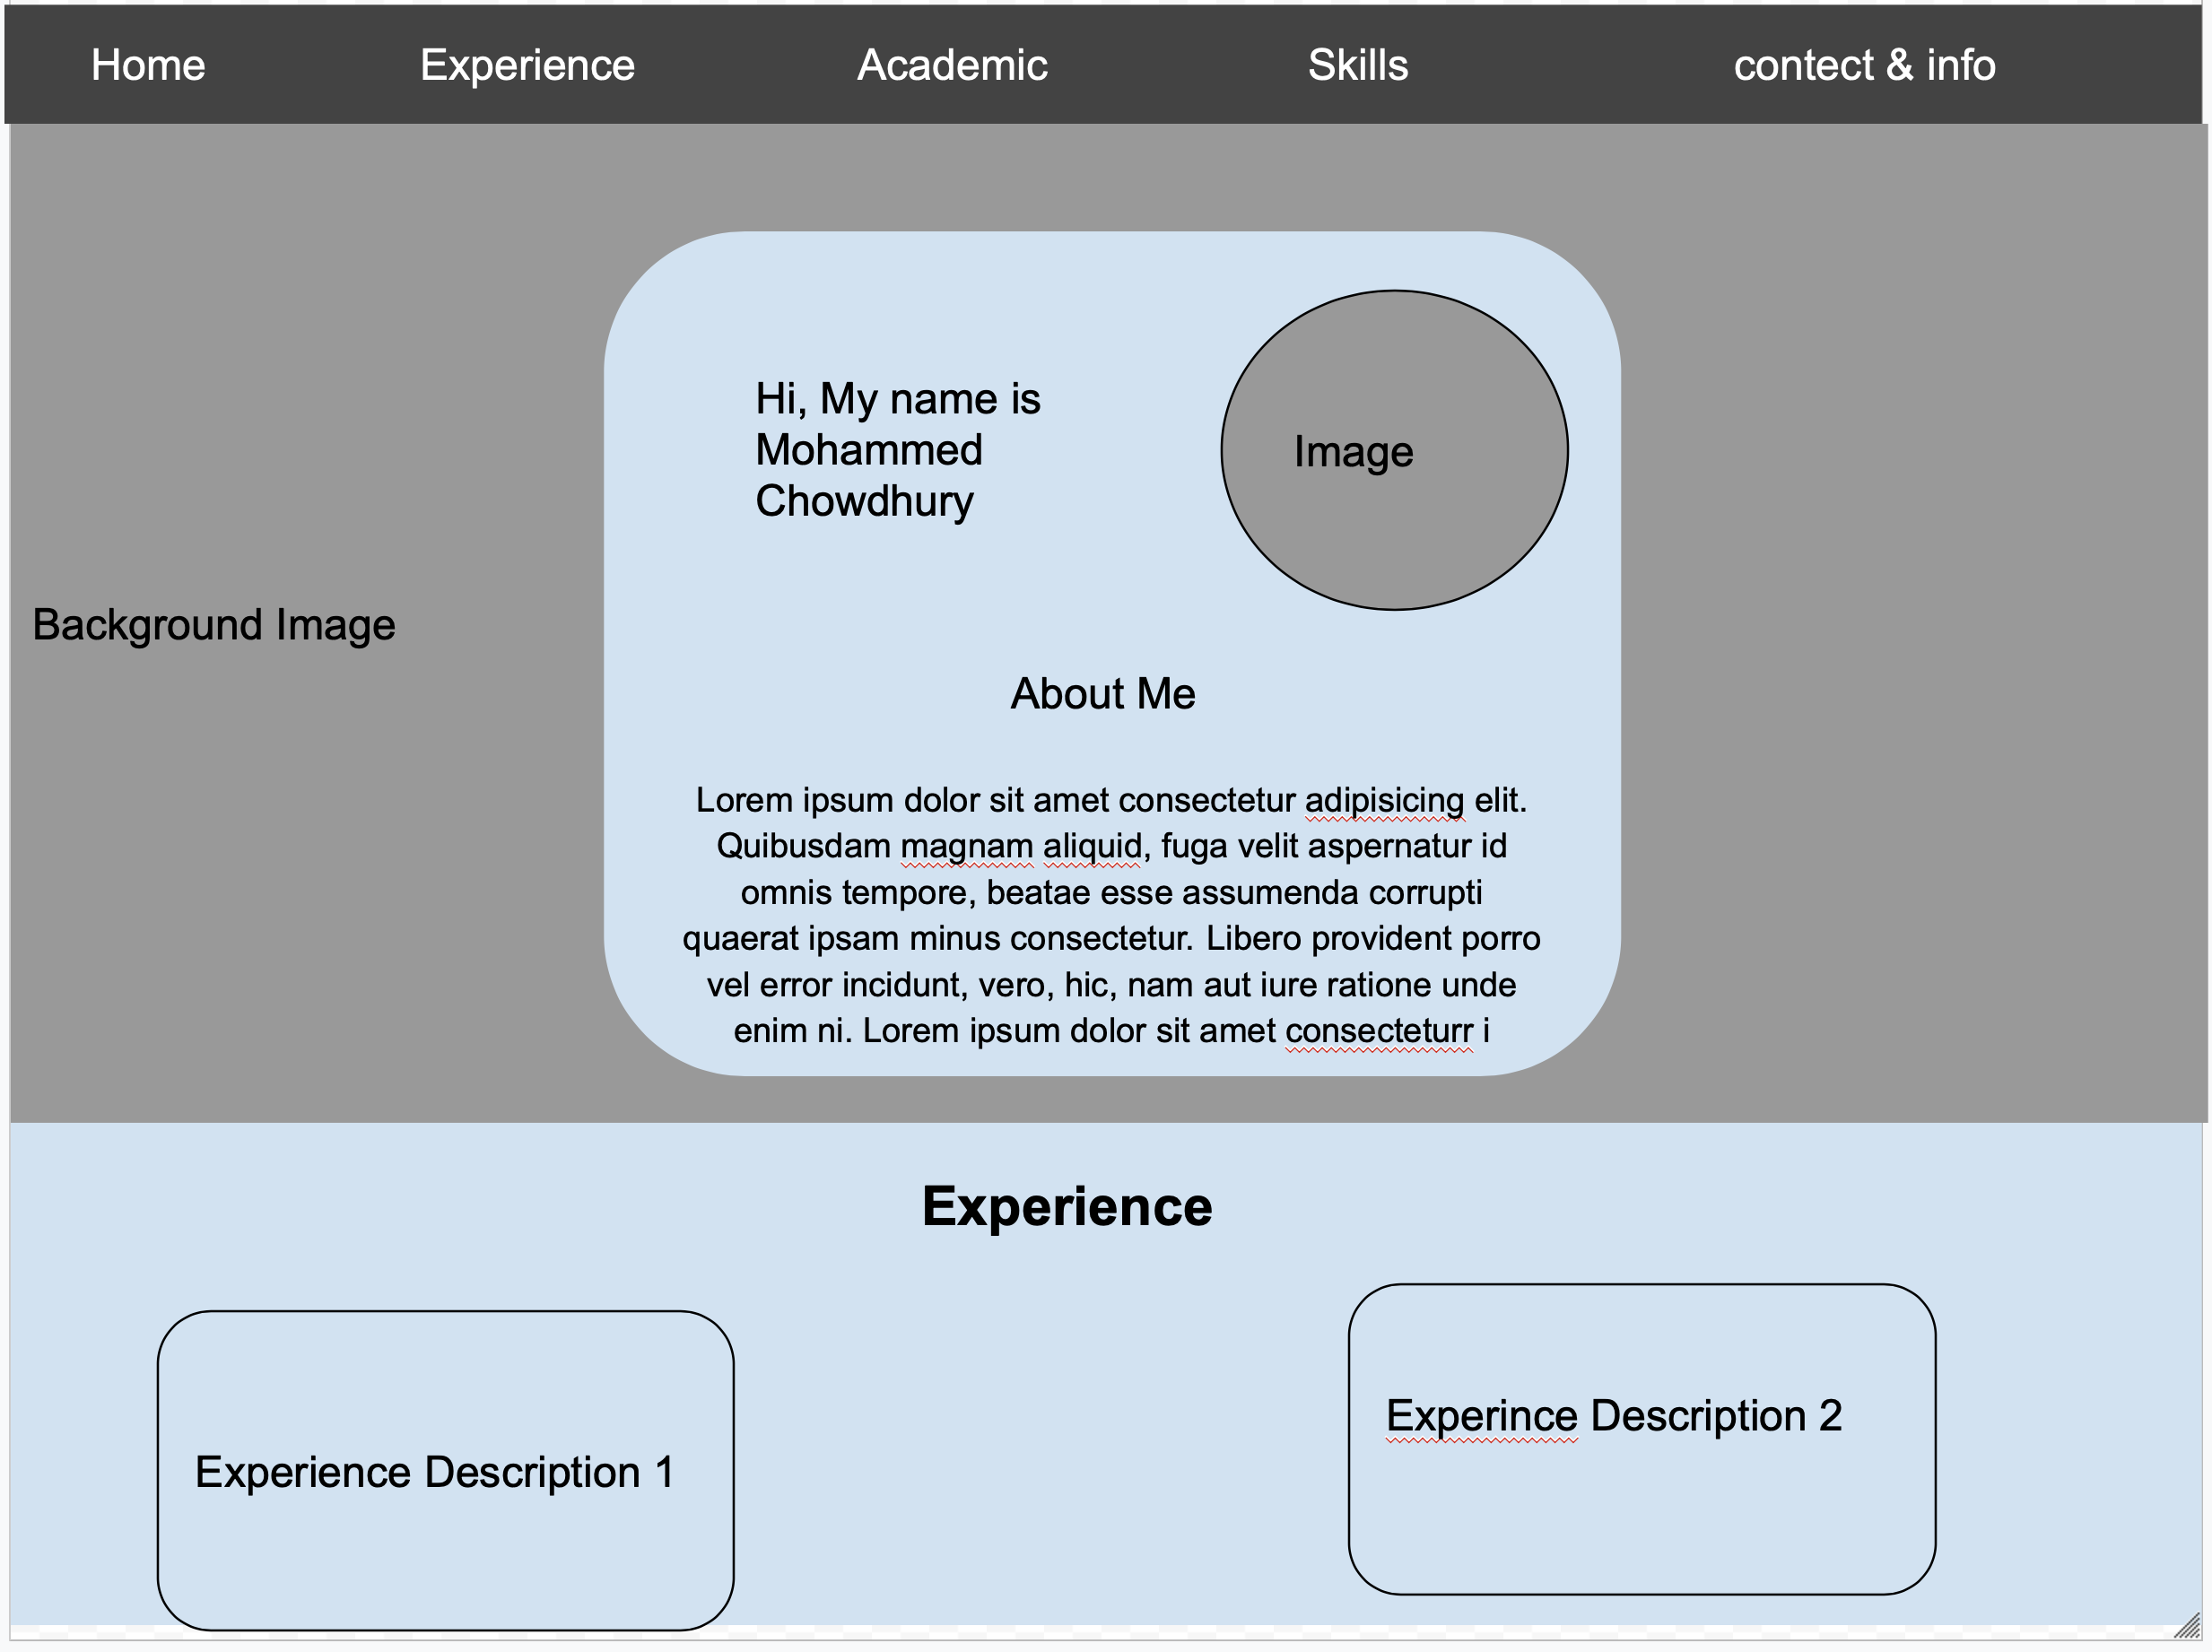 Home Experience Academic Skills contect & info
Hi, My name is
Mohammed
Chowdhury
Image
Background Image
About Me
Lorem ipsum dolor sit amet consectetur adipisicing elit.
Quibusdam magnam aliquid, fuga velit aspernatur id
omnis tempore, beatae esse assumenda corrupti
quaerat ipsam minus consectetur. Libero provident porro
vel error incidunt, vero, hic, nam aut iure ratione unde
enim ni. Lorem ipsum dolor sit amet consecteturr i
Experience
Experience Description 1
Experince Description 2